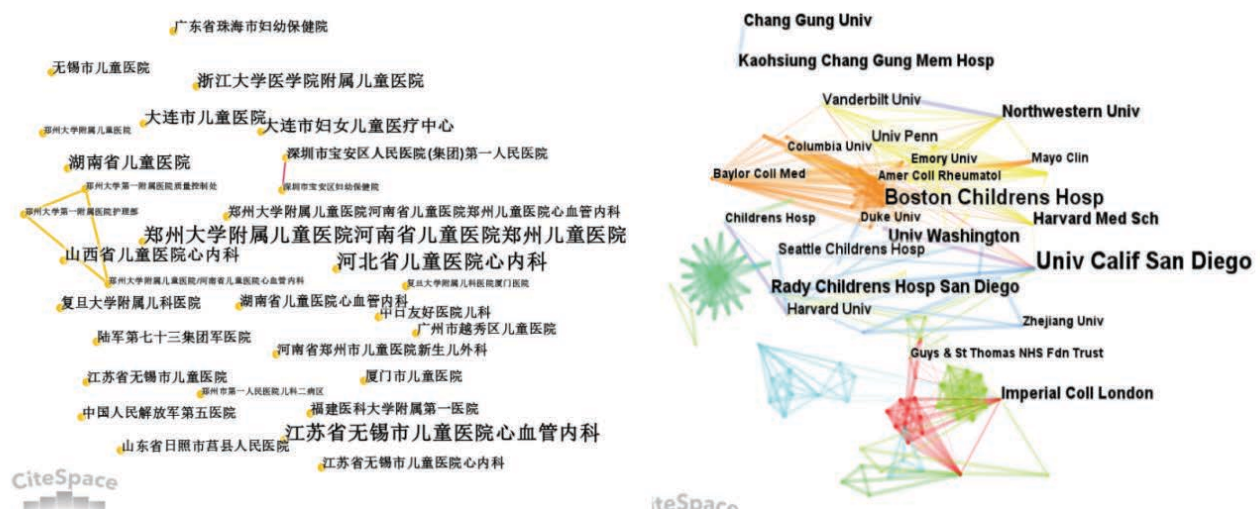 广东省珠海市妇幼保健院
无锡市儿童医院
浙江大学医学院附属儿童医院
大连市儿童医院
大连市妇女儿童医疗中心
郑州大学附属儿童医院
深圳市宝安区人民医院(集团)第一人民医院
湖南省儿童医院
郑州大学第一附属医院质量控制处
深圳市宝安区妇幼保健院
郑州大学第一附属医院护理部
郑州大学附属儿童医院河南省儿童医院郑州儿童医院心血管内科
郑州大学附属儿童医院河南省儿童医院郑州儿童医院
山西省儿童医院心内科
河北省儿童医院心内科
郑州大学附属儿童医院/河南省儿童医院心血管内科
复旦大学附属儿科医院厦门医院
复旦大学附属儿科医院
湖南省儿童医院心血管内科
中日友好医院儿科
广州市越秀区儿童医院
陆军第七十三集团军医院
河南省郑州市儿童医院新生儿外科
江苏省无锡市儿童医院
厦门市儿童医院
郑州市第一人民医院儿科二病区
中国人民解放军第五医院
福建医科大学附属第一医院
江苏省无锡市儿童医院心血管内科
山东省日照市莒县人民医院
江苏省无锡市儿童医院心内科
CiteSpace
Chang Gung Univ
Kaohsiung Chang Gung Mem Hosp
Vanderbilt Univ
Northwestern Univ
Univ Penn
Columbia Univ
Emory Univ
Mayo Clin
Baylor Coll Med
Amer Coll Rheumatol
Boston Childrens Hosp
Childrens Hosp
Duke Univ
Harvard Med Sch
Univ Washington
Seattle Childrens Hosp
Univ Calif San Diego
Rady Childrens Hosp San Diego
Harvard Univ
Zhejiang Univ
Guys & St Thomas NHS Fdn Trust
Imperial Coll London
iteSpace